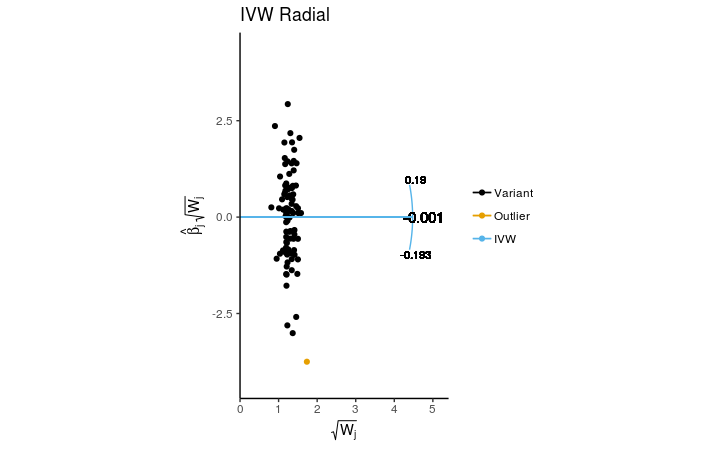 IVW Radial
β̂j√Wj
2.5
0.0
-2.5
0.19
-0.001
-0.193
Variant
Outlier
IVW
0 1 2 3 4 5
√Wj